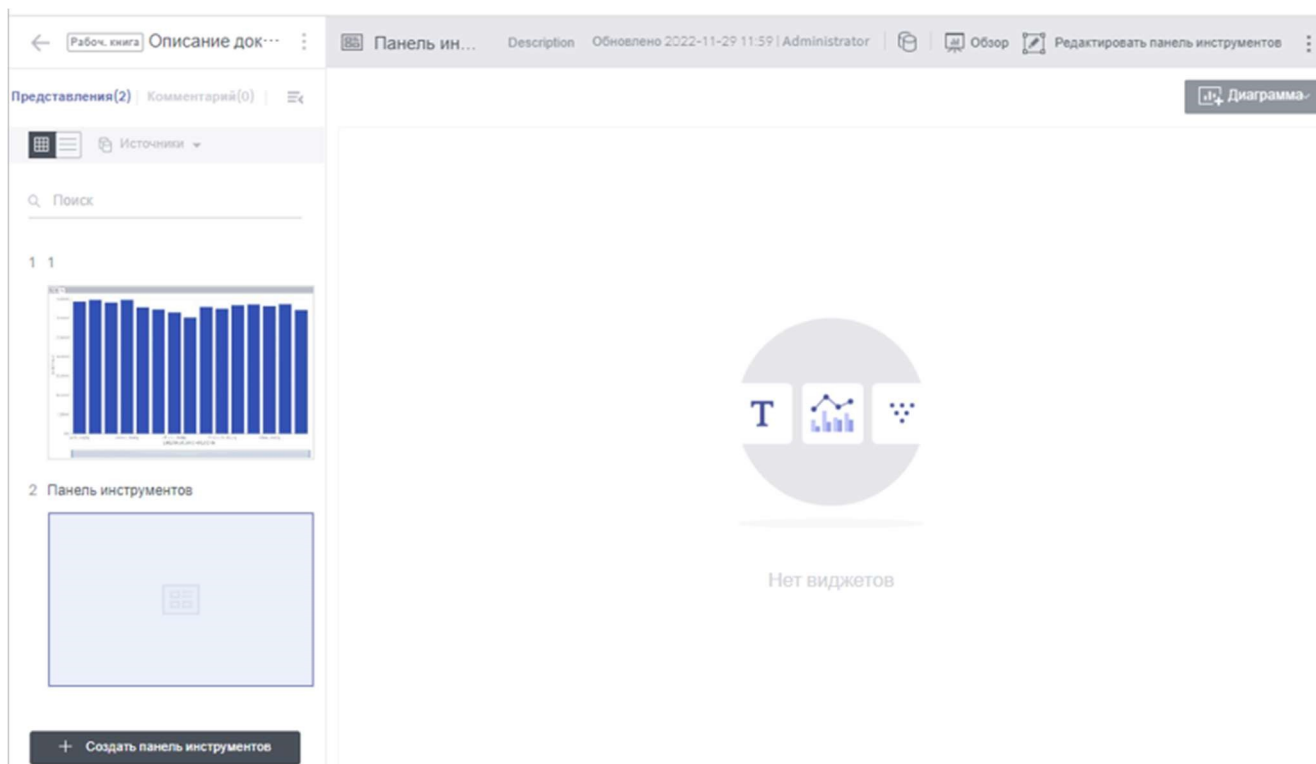 Рабоч. книга Описание док...
Панель ин... Description Обновлено 2022-11-29 11:59 | Administrator Обзор Редактировать панель инструментов
Представления(2) Комментарий(0)
Диаграмма
Источники
Поиск
1 1
2 Панель инструментов
T
Нет виджетов
+ Создать панель инструментов